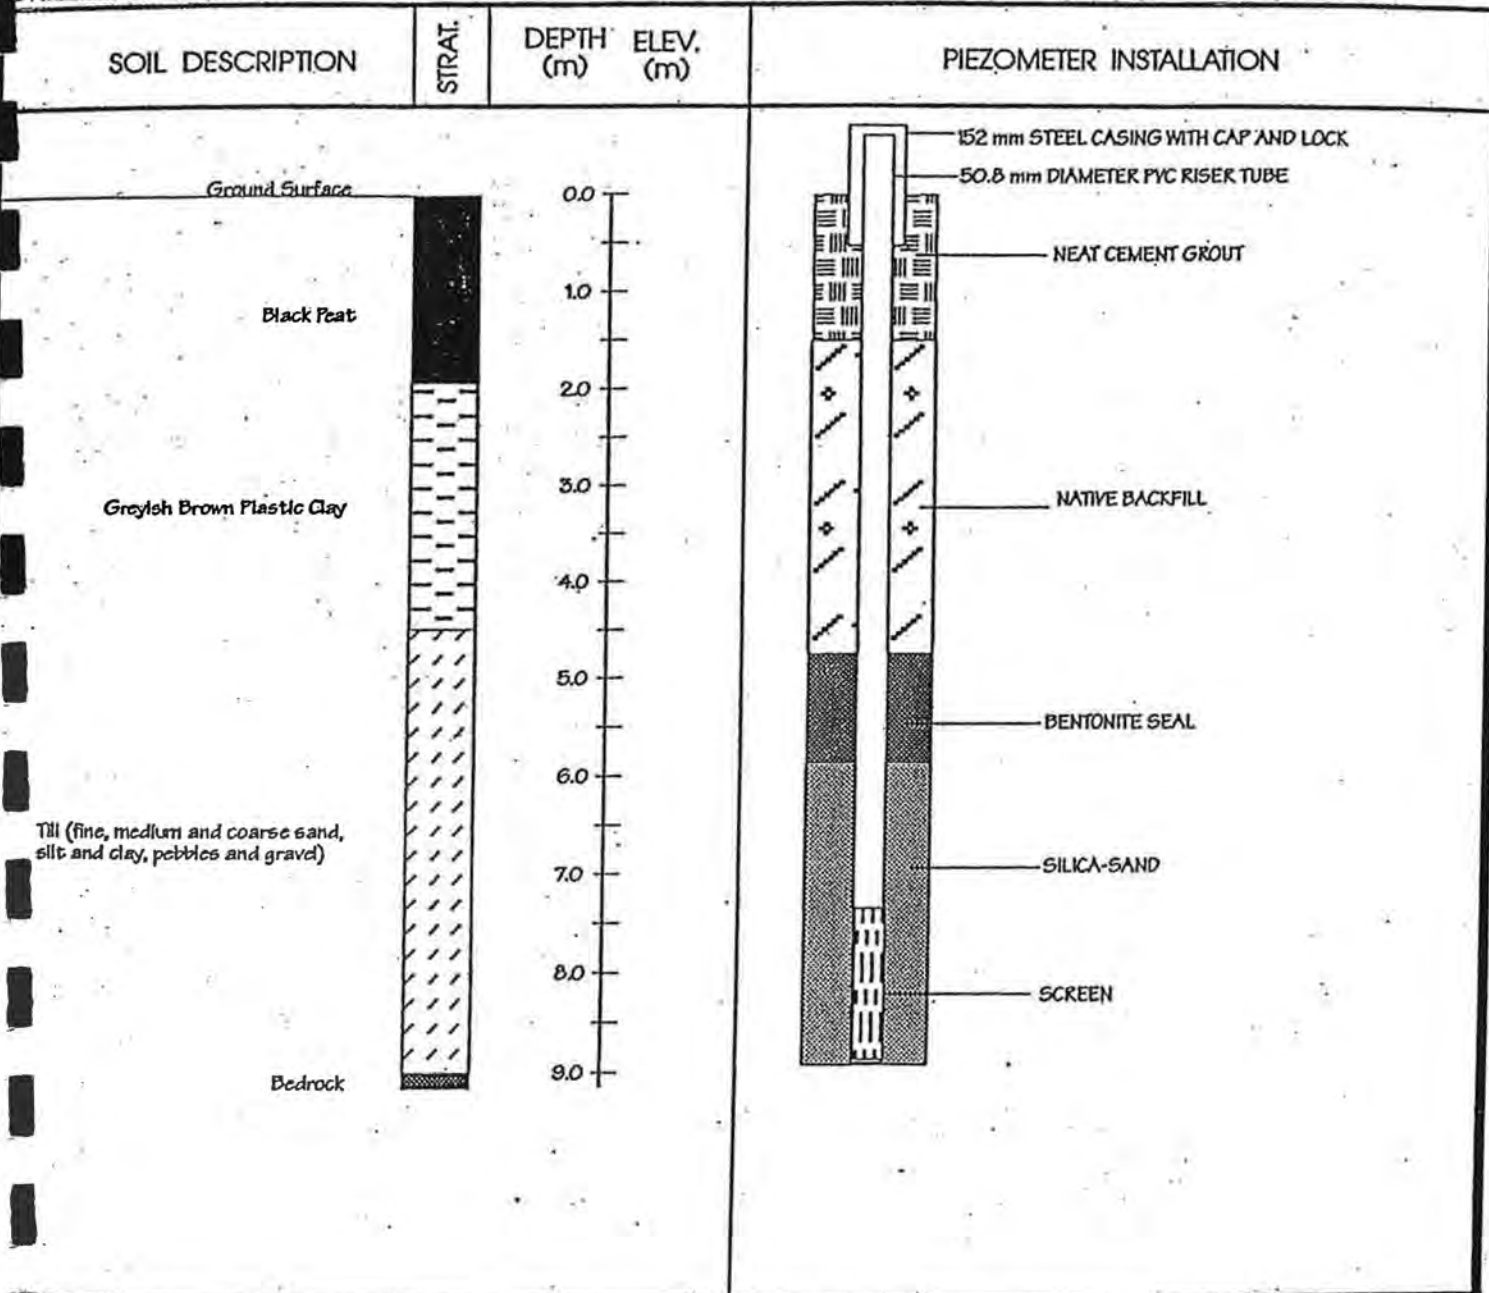 SOIL DESCRIPTION
STRAT.
DEPTH ELEV.
(m) (m)
PIEZOMETER INSTALLATION
152 mm STEEL CASING WITH CAP AND LOCK
50.8 mm DIAMETER PVC RISER TUBE
Ground Surface
0.0
NEAT CEMENT GROUT
1.0
Black Peat
2.0
3.0
Greyish Brown Plastic Clay
NATIVE BACKFILL
4.0
5.0
BENTONITE SEAL
6.0
Till (fine, medium and coarse sand,
silt and clay, pebbles and gravel)
7.0
SILICA-SAND
8.0
SCREEN
9.0
Bedrock